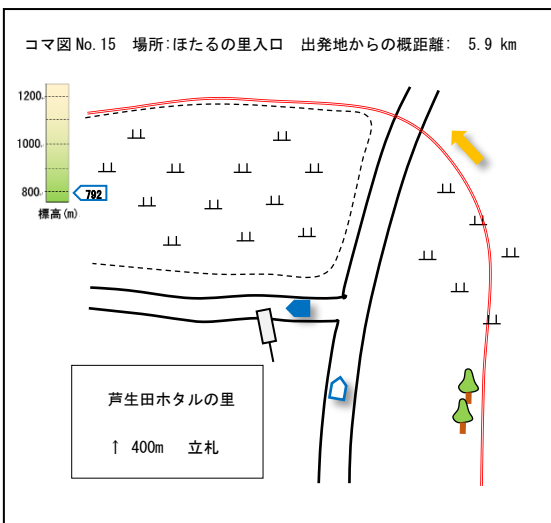 コマ図 No.15　場所:ほたるの里入口　出発地からの概距離:　5.9 km
1200
1000
800
792
標高(m)
芦生田ホタルの里
↑ 400m　立札